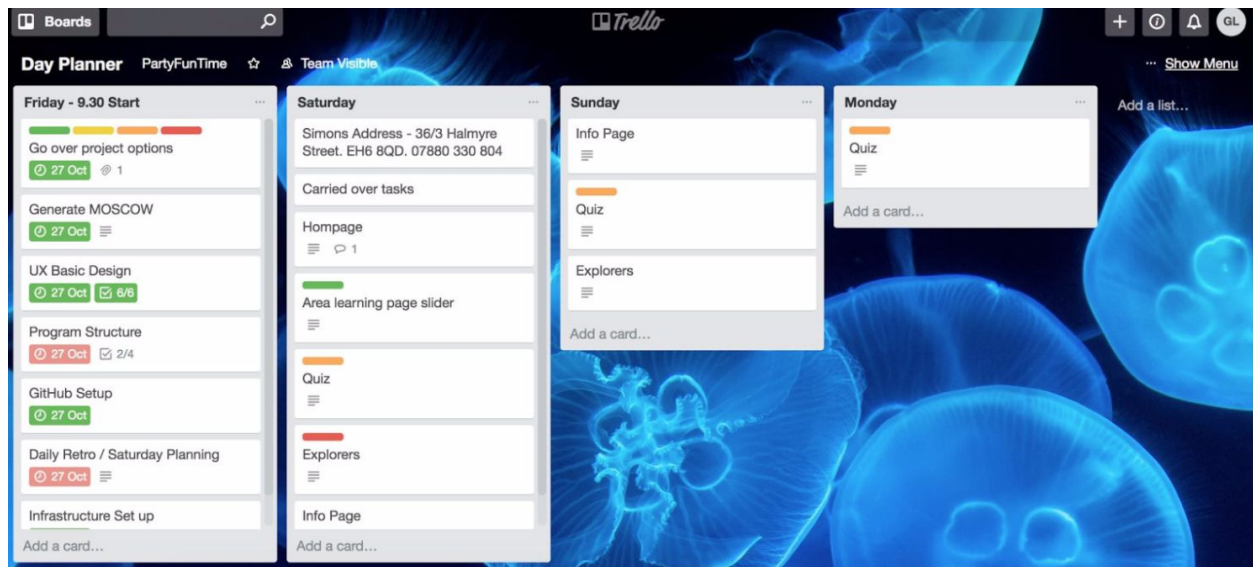 Boards
Trello
GL
Day Planner PartyFunTime Team Visible
... Show Menu
Friday - 9.30 Start
Go over project options
27 Oct 1
Generate MOSCOW
27 Oct
UX Basic Design
27 Oct 6/6
Program Structure
27 Oct 2/4
GitHub Setup
27 Oct
Daily Retro / Saturday Planning
27 Oct
Infrastructure Set up
Add a card...
Saturday
Simons Address - 36/3 Halmyre
Street. EH6 8QD. 07880 330 804
Carried over tasks
Hompage
1
Area learning page slider
Quiz
Explorers
Info Page
Add a card...
Sunday
Info Page
Quiz
Explorers
Add a card...
Monday
Quiz
Add a card...
Add a list...